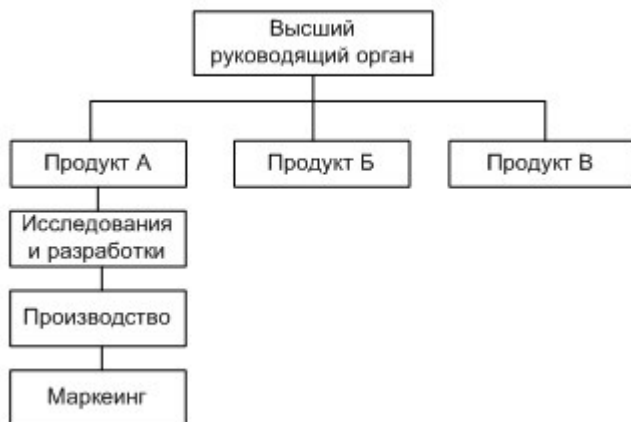 Высший
руководящий орган
Продукт А
Продукт Б
Продукт В
Исследования
и разработки
Производство
Маркеинг